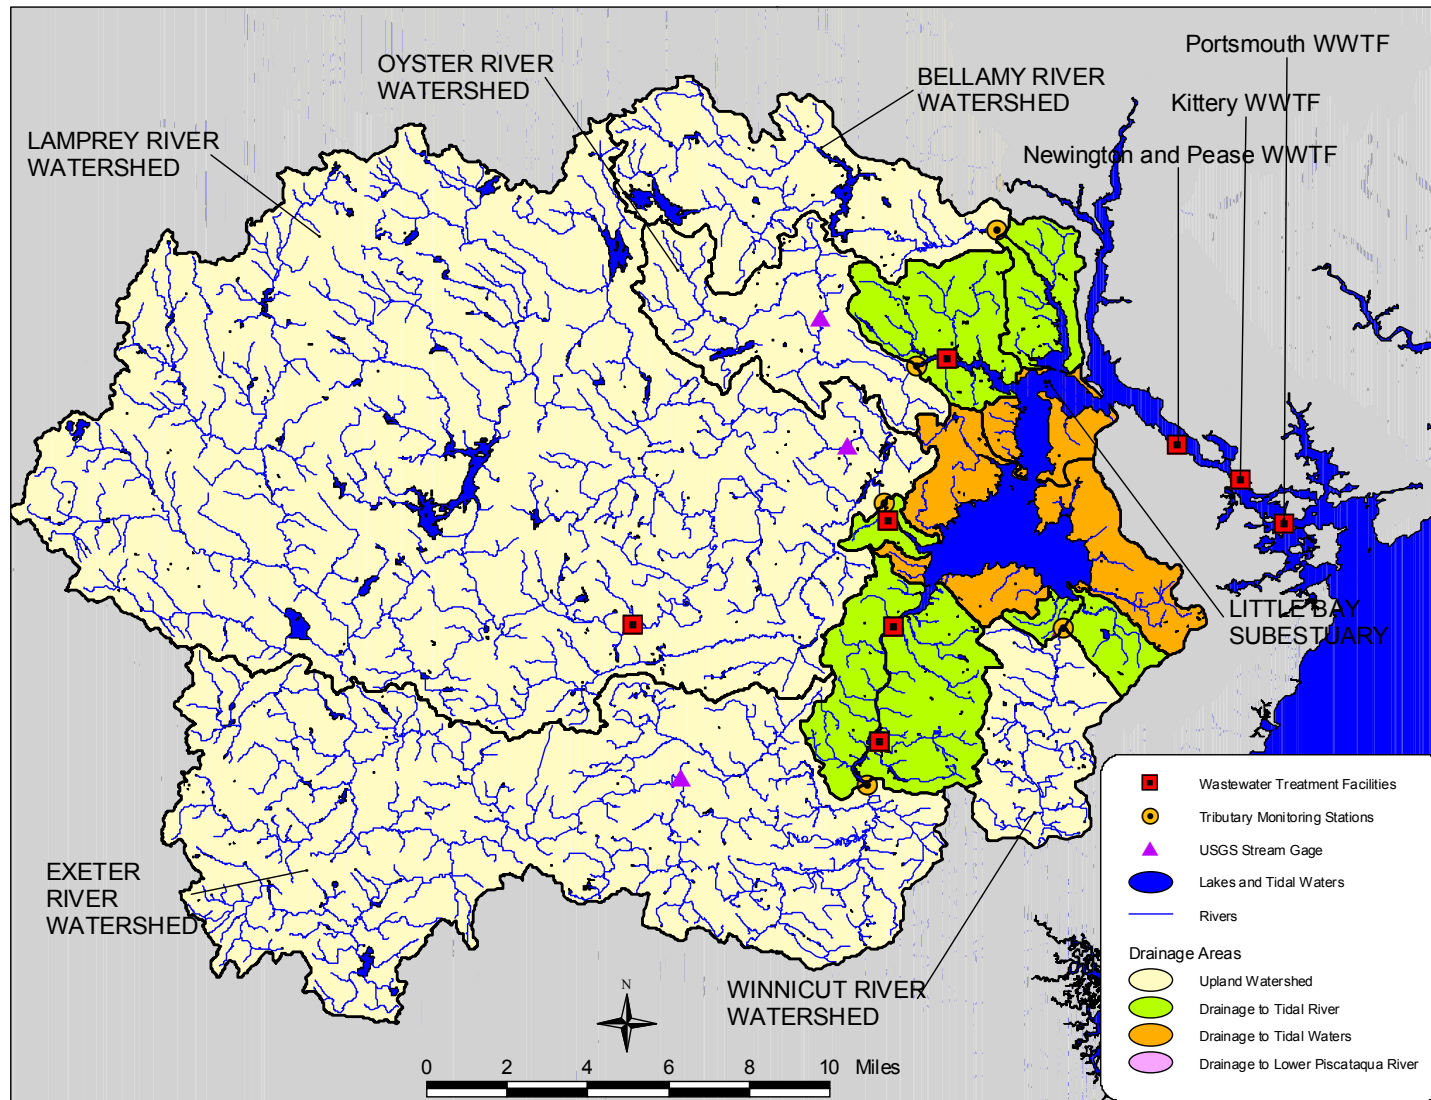 Portsmouth WWTF
OYSTER RIVER
WATERSHED
BELLAMY RIVER
WATERSHED
Kittery WWTF
LAMPREY RIVER
WATERSHED
Newington and Pease WWTF
LITTLE BAY
SUBESTUARY
EXETER
RIVER
WATERSHED
WINNICUT RIVER
WATERSHED
N
0 2 4 6 8 10 Miles
Wastewater Treatment Facilities
Tributary Monitoring Stations
USGS Stream Gage
Lakes and Tidal Waters
Rivers
Drainage Areas
Upland Watershed
Drainage to Tidal River
Drainage to Tidal Waters
Drainage to Lower Piscataqua River